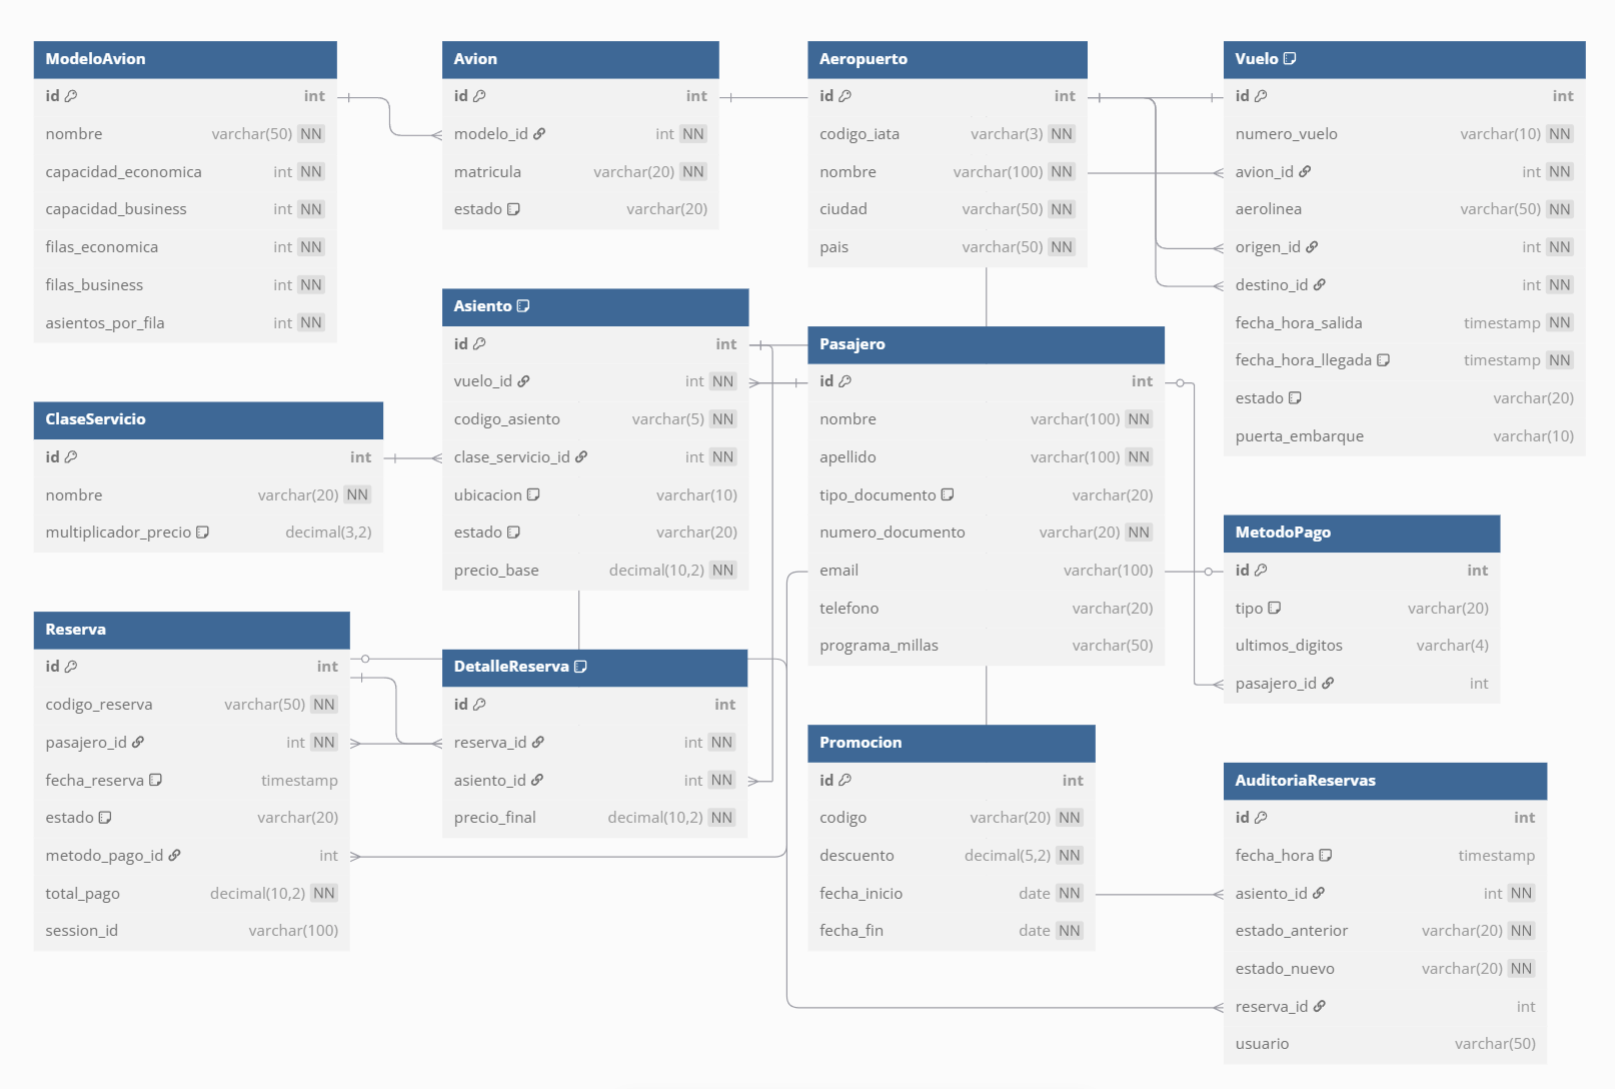 ModeloAvion
id int
nombre varchar(50) NN
capacidad_economica int NN
capacidad_business int NN
filas_economica int NN
filas_business int NN
asientos_por_fila int NN
Avion
id int
modelo_id int NN
matricula varchar(20) NN
estado varchar(20)
Aeropuerto
id int
codigo_iata varchar(3) NN
nombre varchar(100) NN
ciudad varchar(50) NN
pais varchar(50) NN
Vuelo
id int
numero_vuelo varchar(10) NN
avion_id int NN
aerolinea varchar(50) NN
origen_id int NN
destino_id int NN
fecha_hora_salida timestamp NN
fecha_hora_llegada timestamp NN
estado varchar(20)
puerta_embarque varchar(10)
Asiento
id int
vuelo_id int NN
codigo_asiento varchar(5) NN
clase_servicio_id int NN
ubicacion varchar(10)
estado varchar(20)
precio_base decimal(10,2) NN
Pasajero
id int
nombre varchar(100) NN
apellido varchar(100) NN
tipo_documento varchar(20)
numero_documento varchar(20) NN
email varchar(100)
telefono varchar(20)
programa_millas varchar(50)
ClaseServicio
id int
nombre varchar(20) NN
multiplicador_precio decimal(3,2)
MetodoPago
id int
tipo varchar(20)
ultimos_digitos varchar(4)
pasajero_id int
Reserva
id int
codigo_reserva varchar(50) NN
pasajero_id int NN
fecha_reserva timestamp
estado varchar(20)
metodo_pago_id int
total_pago decimal(10,2) NN
session_id varchar(100)
DetalleReserva
id int
reserva_id int NN
asiento_id int NN
precio_final decimal(10,2) NN
Promocion
id int
codigo varchar(20) NN
descuento decimal(5,2) NN
fecha_inicio date NN
fecha_fin date NN
AuditoriaReservas
id int
fecha_hora timestamp
asiento_id int NN
estado_anterior varchar(20) NN
estado_nuevo varchar(20) NN
reserva_id int
usuario varchar(50)